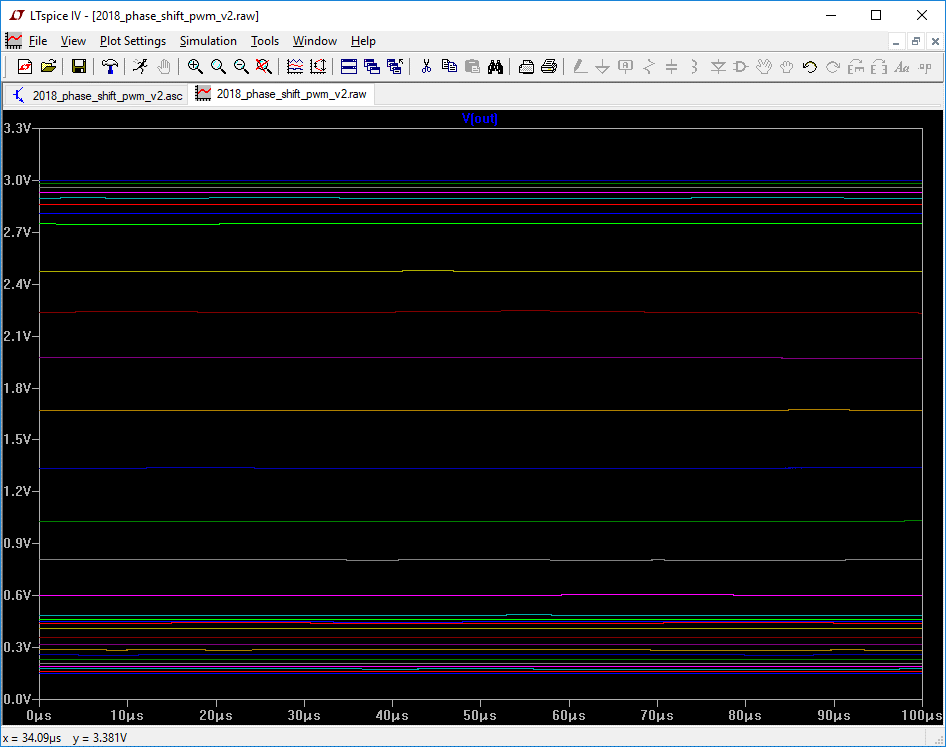 LTspice IV - [2018_phase_shift_pwm_v2.raw]
File View Plot Settings Simulation Tools Window Help
2018_phase_shift_pwm_v2.asc 2018_phase_shift_pwm_v2.raw
V[out]
3.3V
3.0V
2.7V
2.4V
2.1V
1.8V
1.5V
1.2V
0.9V
0.6V
0.3V
0.0V
0µs 10µs 20µs 30µs 40µs 50µs 60µs 70µs 80µs 90µs 100µs
x = 34.09µs y = 3.381V